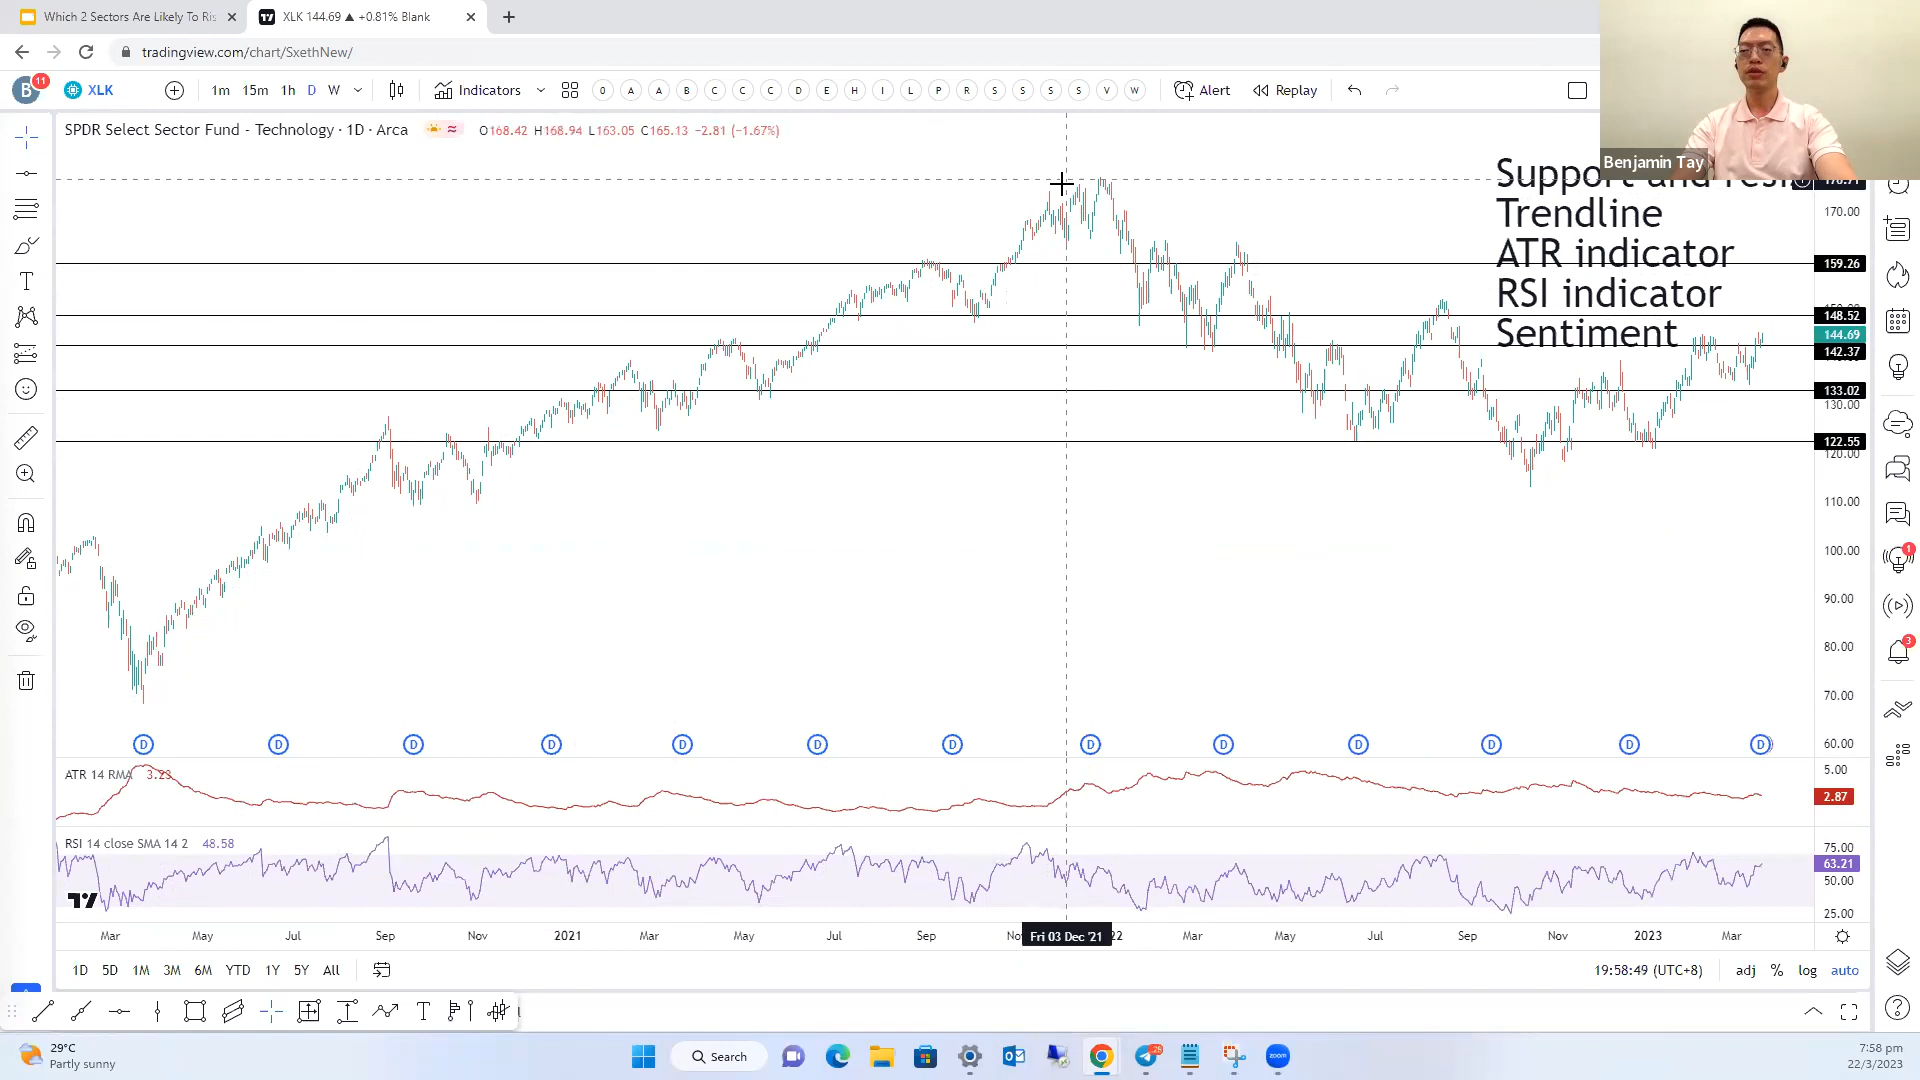 Which 2 Sectors Are Likely To Ris
XLK 144.69 ▲ +0.81% Blank
tradingview.com/chart/SxethNew/
B 11 XLK 1m 15m 1h D W Indicators O A A B C C C D E H I L P R S S S S V W Alert Replay
SPDR Select Sector Fund - Technology · 1D · Arca O168.42 H168.94 L163.05 C165.13 −2.81 (−1.67%)
Benjamin Tay
Support and resi
Trendline
ATR indicator
RSI indicator
Sentiment
170.00
159.26
148.52
144.69
142.37
133.02
130.00
122.55
120.00
110.00
100.00
90.00
80.00
70.00
60.00
D D D D D D D D D D D D D
ATR 14 RMA 3.23
5.00
2.87
RSI 14 close SMA 14 2 48.58
75.00
63.21
50.00
25.00
Mar May Jul Sep Nov 2021 Mar May Jul Sep Fri 03 Dec '21 Mar May Jul Sep Nov 2023 Mar
1D 5D 1M 3M 6M YTD 1Y 5Y All 19:58:49 (UTC+8) adj % log auto
29°C
Partly sunny
Search
zoom
7:58 pm
22/3/2023